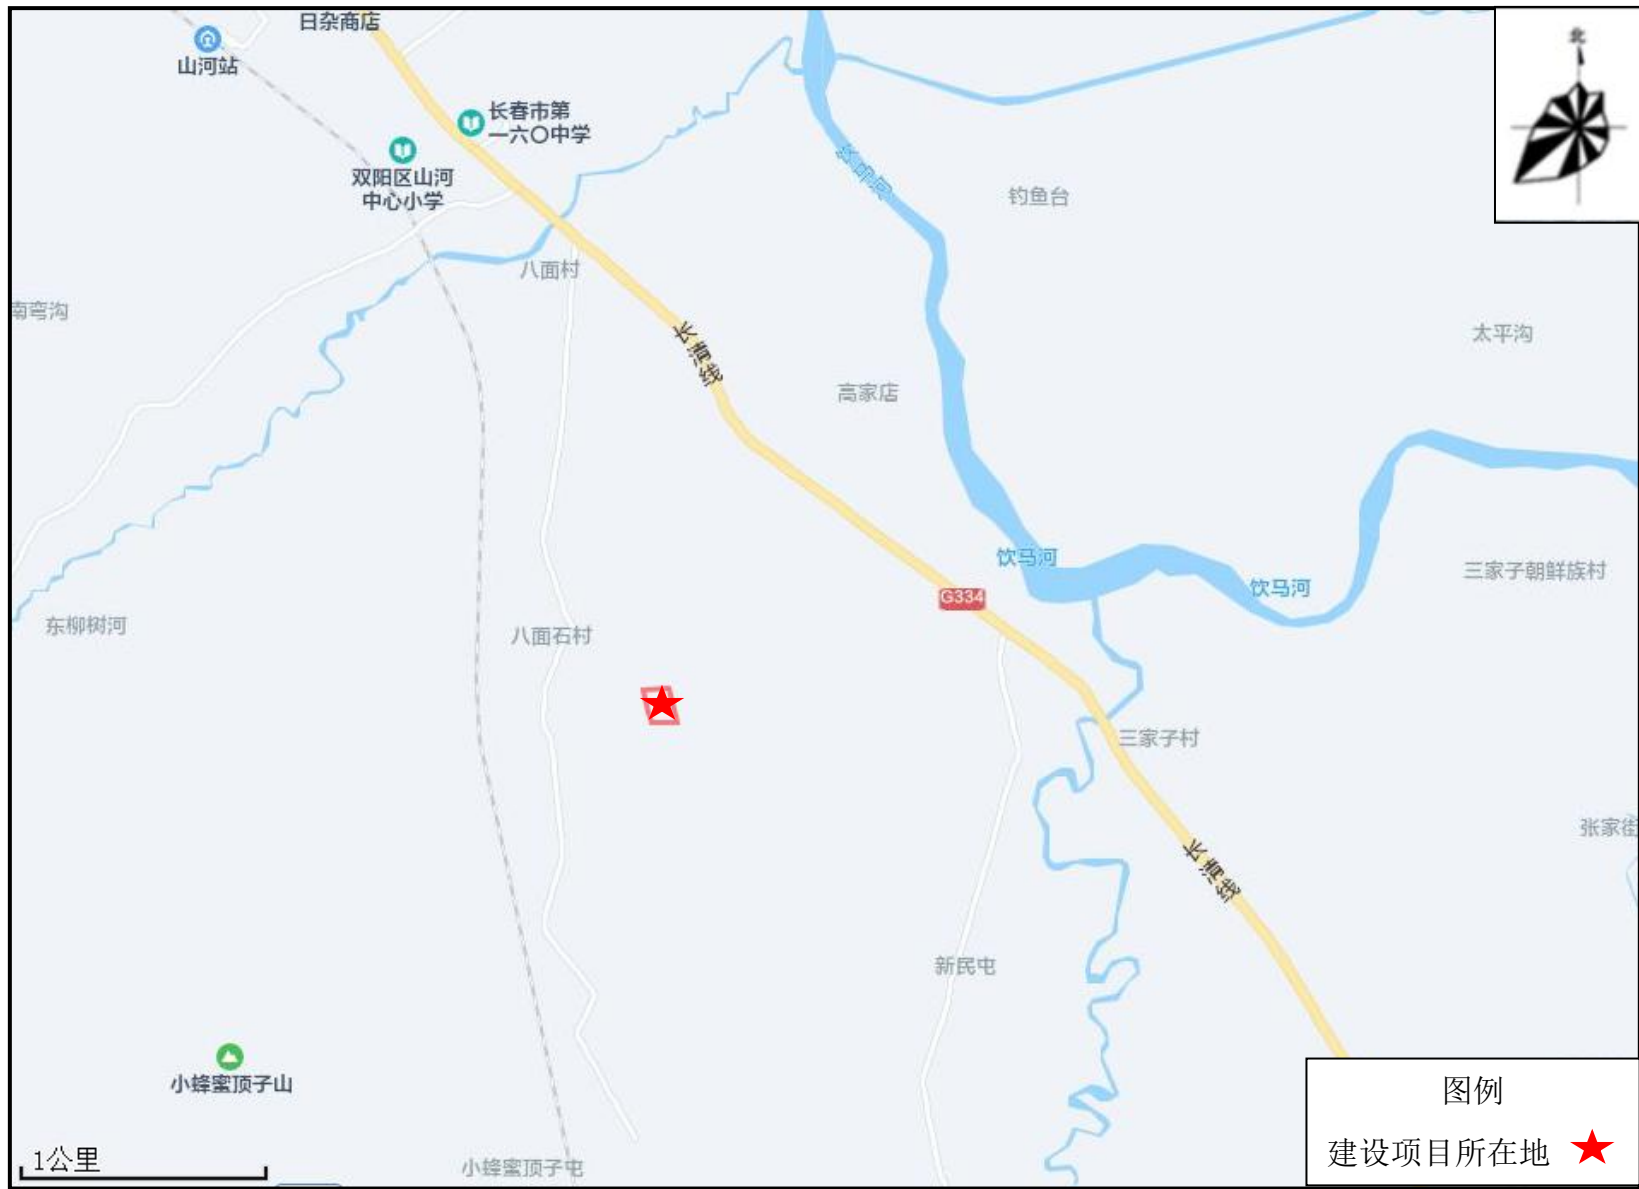 日杂商店
北
山河站
长春市第
一六〇中学
双阳区山河
中心小学
饮马河
钓鱼台
八面村
南弯沟
长清线
太平沟
高家店
饮马河
三家子朝鲜族村
饮马河
G334
东柳树河
八面石村
三家子村
张家街
长清线
新民屯
小蜂蜜顶子山
图例
建设项目所在地
1公里
小蜂蜜顶子屯